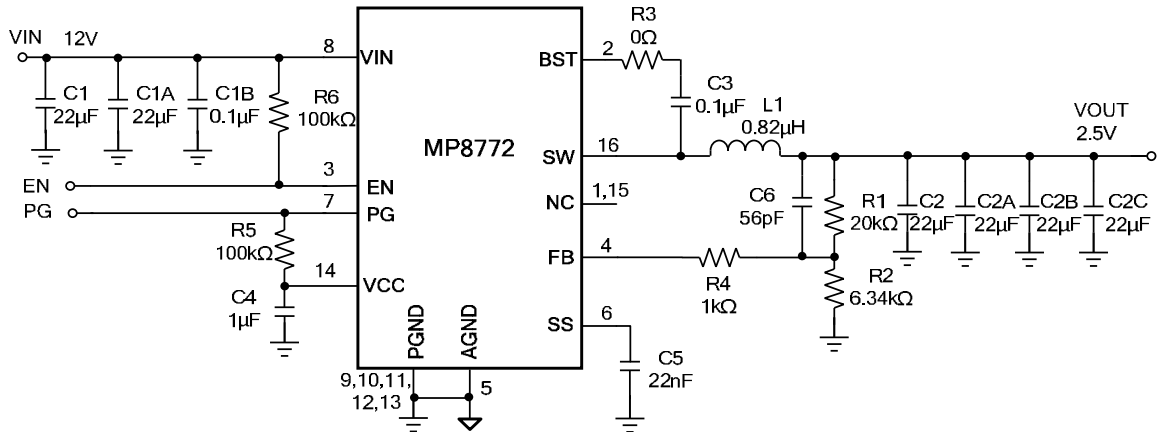 VIN 12V
8
VIN
C1
22µF
C1A
22µF
C1B
0.1µF
R6
100kΩ
EN
3
EN
PG
7
PG
R5
100kΩ
14
VCC
C4
1µF
MP8772
PGND
AGND
9,10,11,
12,13
5
BST
2
R3
0Ω
C3
0.1µF
L1
0.82µH
SW
16
NC
1,15
FB
4
R4
1kΩ
SS
6
C5
22nF
C6
56pF
R1
20kΩ
R2
6.34kΩ
C2
22µF
C2A
22µF
C2B
22µF
C2C
22µF
VOUT
2.5V